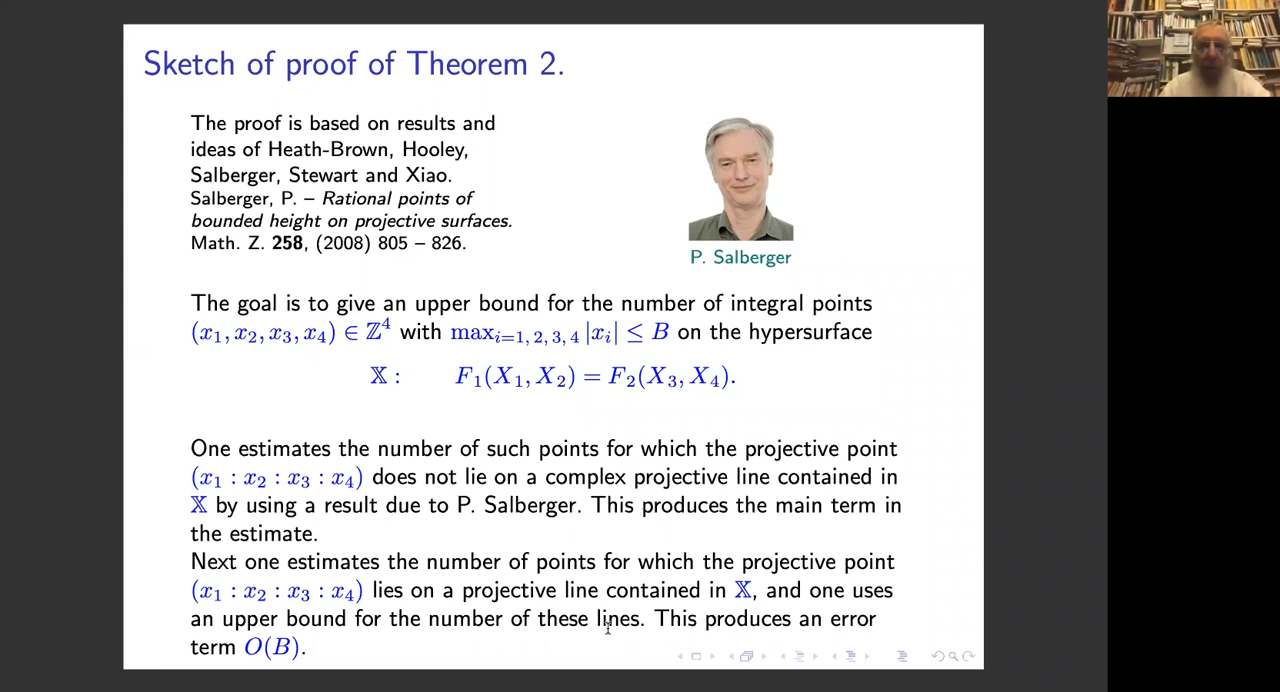 Sketch of proof of Theorem 2.
The proof is based on results and
ideas of Heath-Brown, Hooley,
Salberger, Stewart and Xiao.
Salberger, P. – Rational points of
bounded height on projective surfaces.
Math. Z. 258, (2008) 805 – 826.
P. Salberger
The goal is to give an upper bound for the number of integral points
(x₁, x₂, x₃, x₄) ∈ ℤ⁴ with max_{i=1, 2, 3, 4} |x_i| ≤ B on the hypersurface
𝕏 : F₁(X₁, X₂) = F₂(X₃, X₄).
One estimates the number of such points for which the projective point
(x₁ : x₂ : x₃ : x₄) does not lie on a complex projective line contained in
𝕏 by using a result due to P. Salberger. This produces the main term in
the estimate.
Next one estimates the number of points for which the projective point
(x₁ : x₂ : x₃ : x₄) lies on a projective line contained in 𝕏, and one uses
an upper bound for the number of these lines. This produces an error
term O(B).